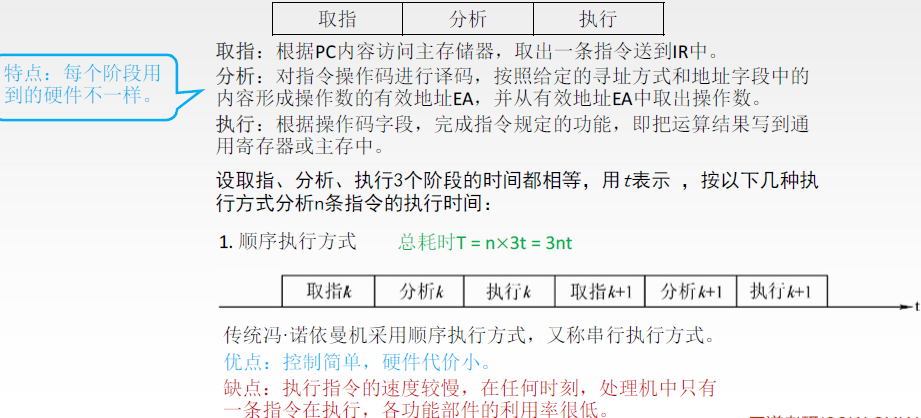 取指 分析 执行
取指：根据PC内容访问主存储器，取出一条指令送到IR中。
特点：每个阶段用
到的硬件不一样。
分析：对指令操作码进行译码，按照给定的寻址方式和地址字段中的
内容形成操作数的有效地址EA，并从有效地址EA中取出操作数。
执行：根据操作码字段，完成指令规定的功能，即把运算结果写到通
用寄存器或主存中。
设取指、分析、执行3个阶段的时间都相等，用t表示 ，按以下几种执
行方式分析n条指令的执行时间：
1. 顺序执行方式 总耗时T = n×3t = 3nt
取指k 分析k 执行k 取指k+1 分析k+1 执行k+1
t
传统冯·诺依曼机采用顺序执行方式，又称串行执行方式。
优点：控制简单，硬件代价小。
缺点：执行指令的速度较慢，在任何时刻，处理机中只有
一条指令在执行，各功能部件的利用率很低。